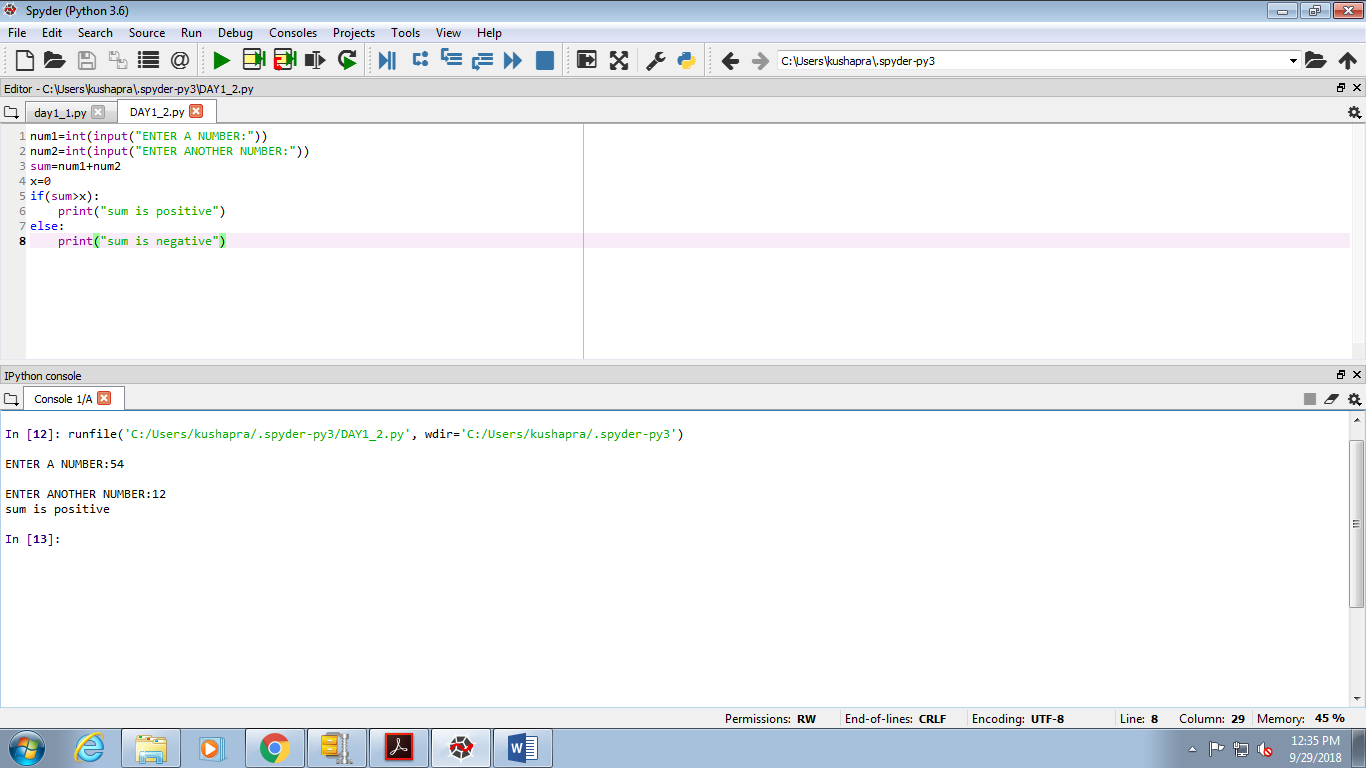 Spyder (Python 3.6)
File Edit Search Source Run Debug Consoles Projects Tools View Help
C:\Users\kushapra\.spyder-py3
Editor - C:\Users\kushapra\.spyder-py3\DAY1_2.py
day1_1.py DAY1_2.py
1 num1=int(input("ENTER A NUMBER:"))
2 num2=int(input("ENTER ANOTHER NUMBER:"))
3 sum=num1+num2
4 x=0
5 if(sum>x):
6     print("sum is positive")
7 else:
8     print("sum is negative")
IPython console
Console 1/A
In [12]: runfile('C:/Users/kushapra/.spyder-py3/DAY1_2.py', wdir='C:/Users/kushapra/.spyder-py3')
ENTER A NUMBER:54
ENTER ANOTHER NUMBER:12
sum is positive
In [13]:
Permissions: RW End-of-lines: CRLF Encoding: UTF-8 Line: 8 Column: 29 Memory: 45 %
12:35 PM
9/29/2018